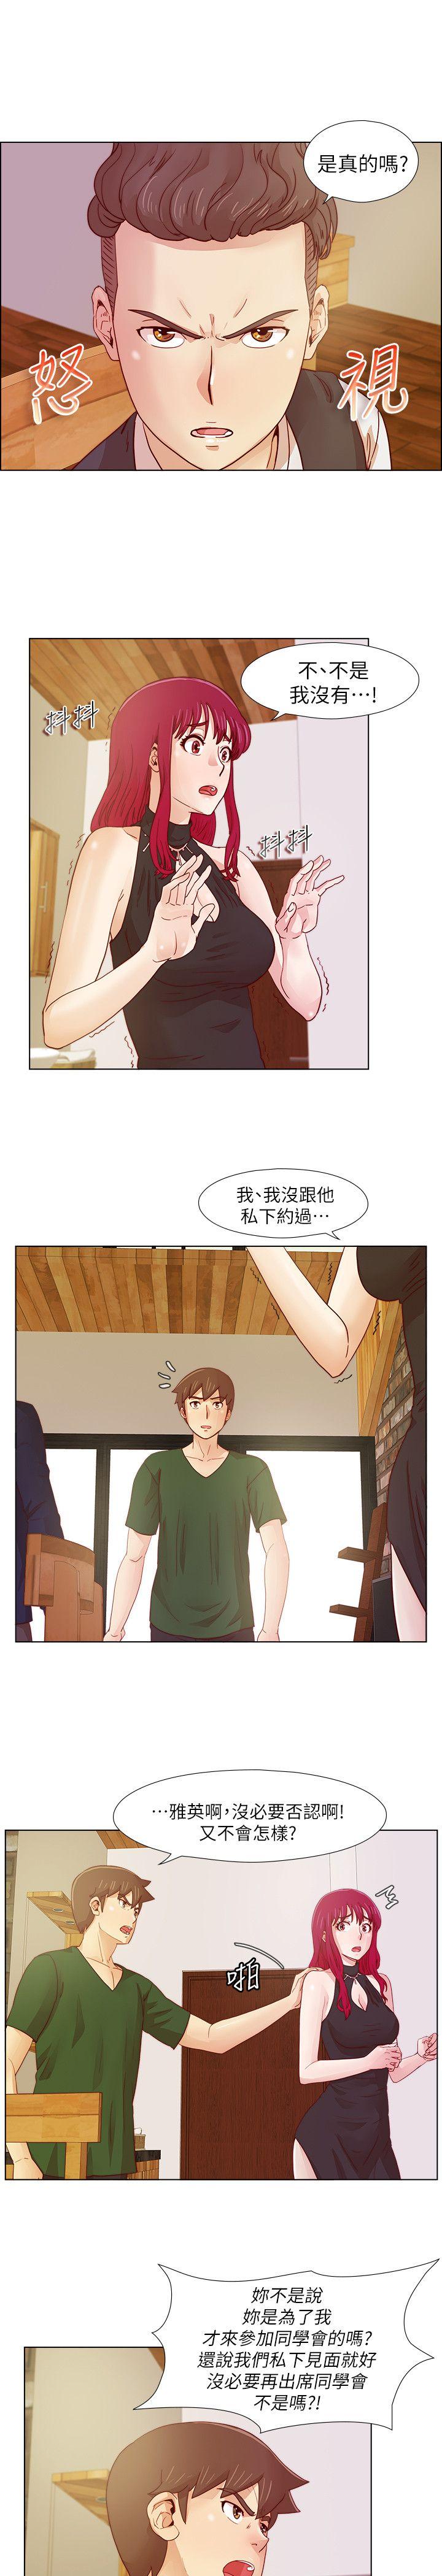 是真的嗎?
怒 視
不、不是
我沒有⋯!
抖抖
抖抖
我、我沒跟他
私下約過⋯
⋯雅英啊,沒必要否認啊!
又不會怎樣?
啪
妳不是說
妳是為了我
才來參加同學會的嗎?
還說我們私下見面就好
沒必要再出席同學會
不是嗎?!